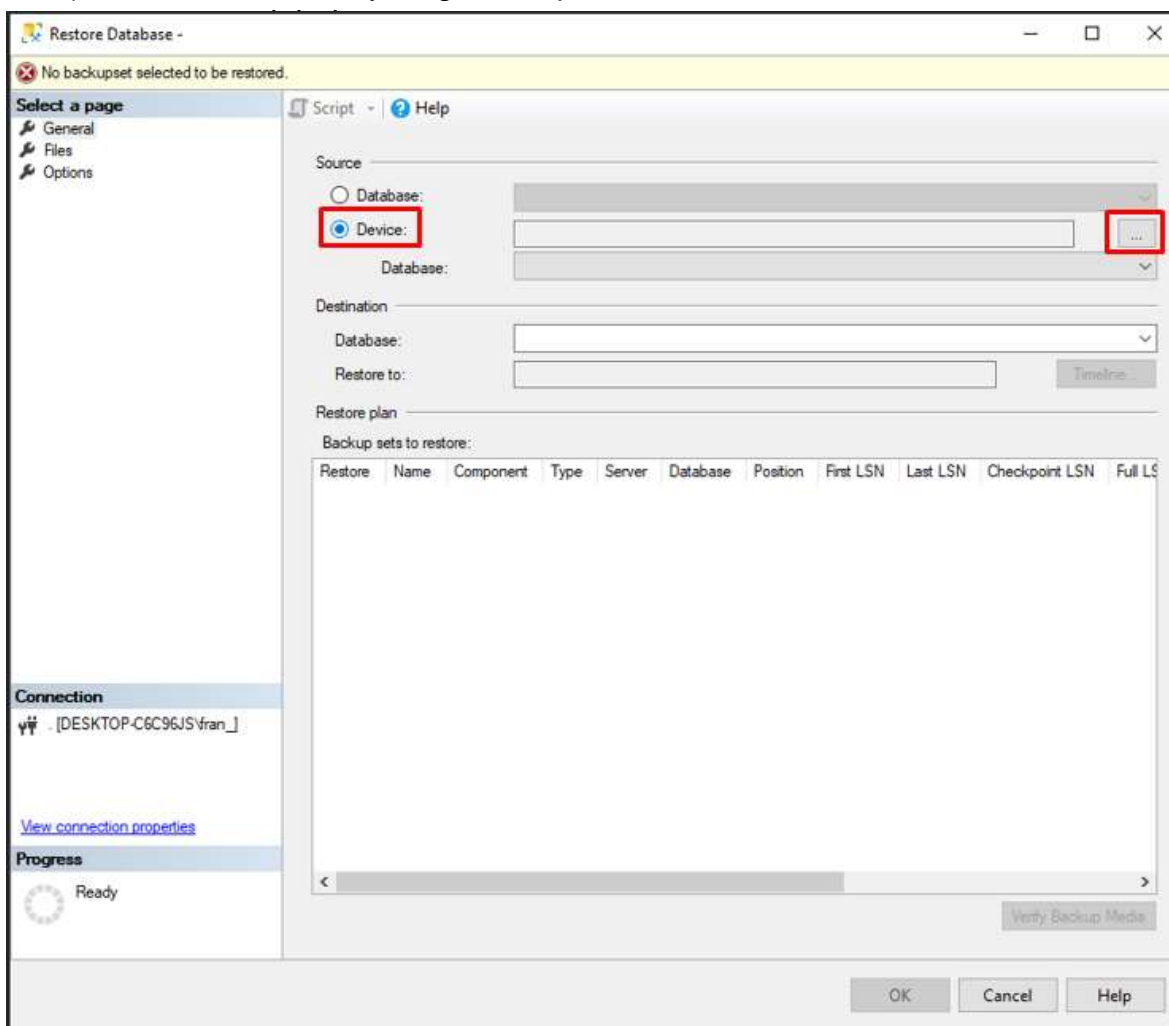 Restore Database -
No backupset selected to be restored.
Select a page
General
Files
Options
Script
Help
Source
Database:
Device:
...
Database:
Destination
Database:
Restore to:
Timeline...
Restore plan
Backup sets to restore:
Restore Name Component Type Server Database Position First LSN Last LSN Checkpoint LSN Full LS
Connection
. [DESKTOP-C6C96JS\fran_]
View connection properties
Progress
Ready
Verify Backup Media
OK Cancel Help